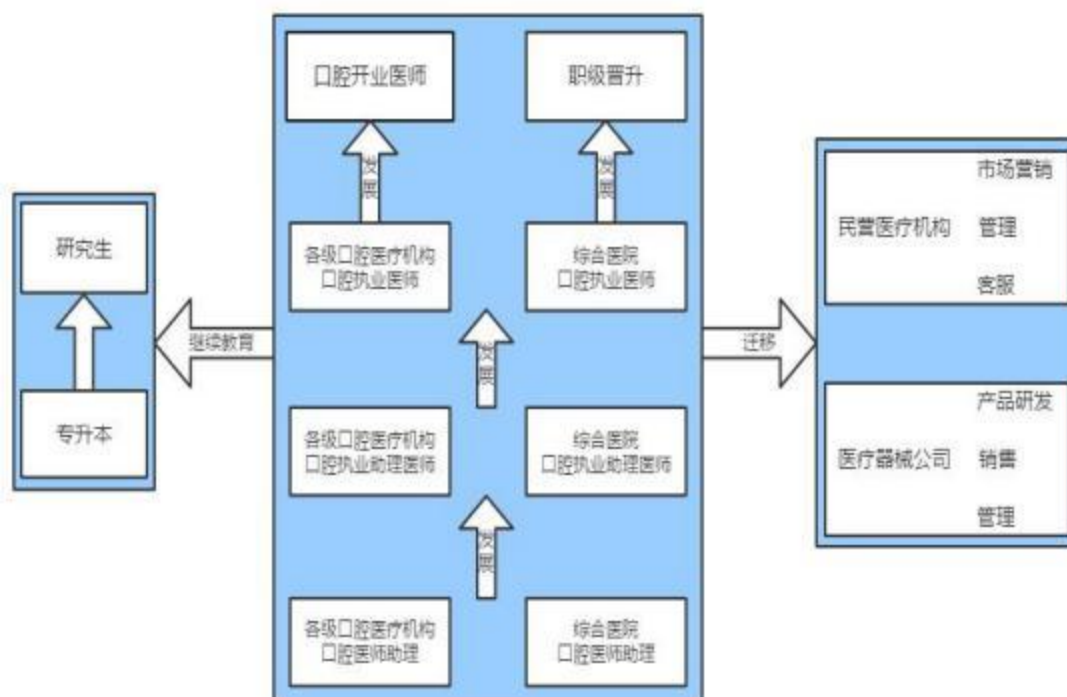 口腔开业医师
职级晋升
发展
发展
各级口腔医疗机构
口腔执业医师
综合医院
口腔执业医师
研究生
专升本
继续教育
发展
迁移
各级口腔医疗机构
口腔执业助理医师
综合医院
口腔执业助理医师
发展
各级口腔医疗机构
口腔医师助理
综合医院
口腔医师助理
民营医疗机构
市场营销
管理
客服
医疗器械公司
产品研发
销售
管理